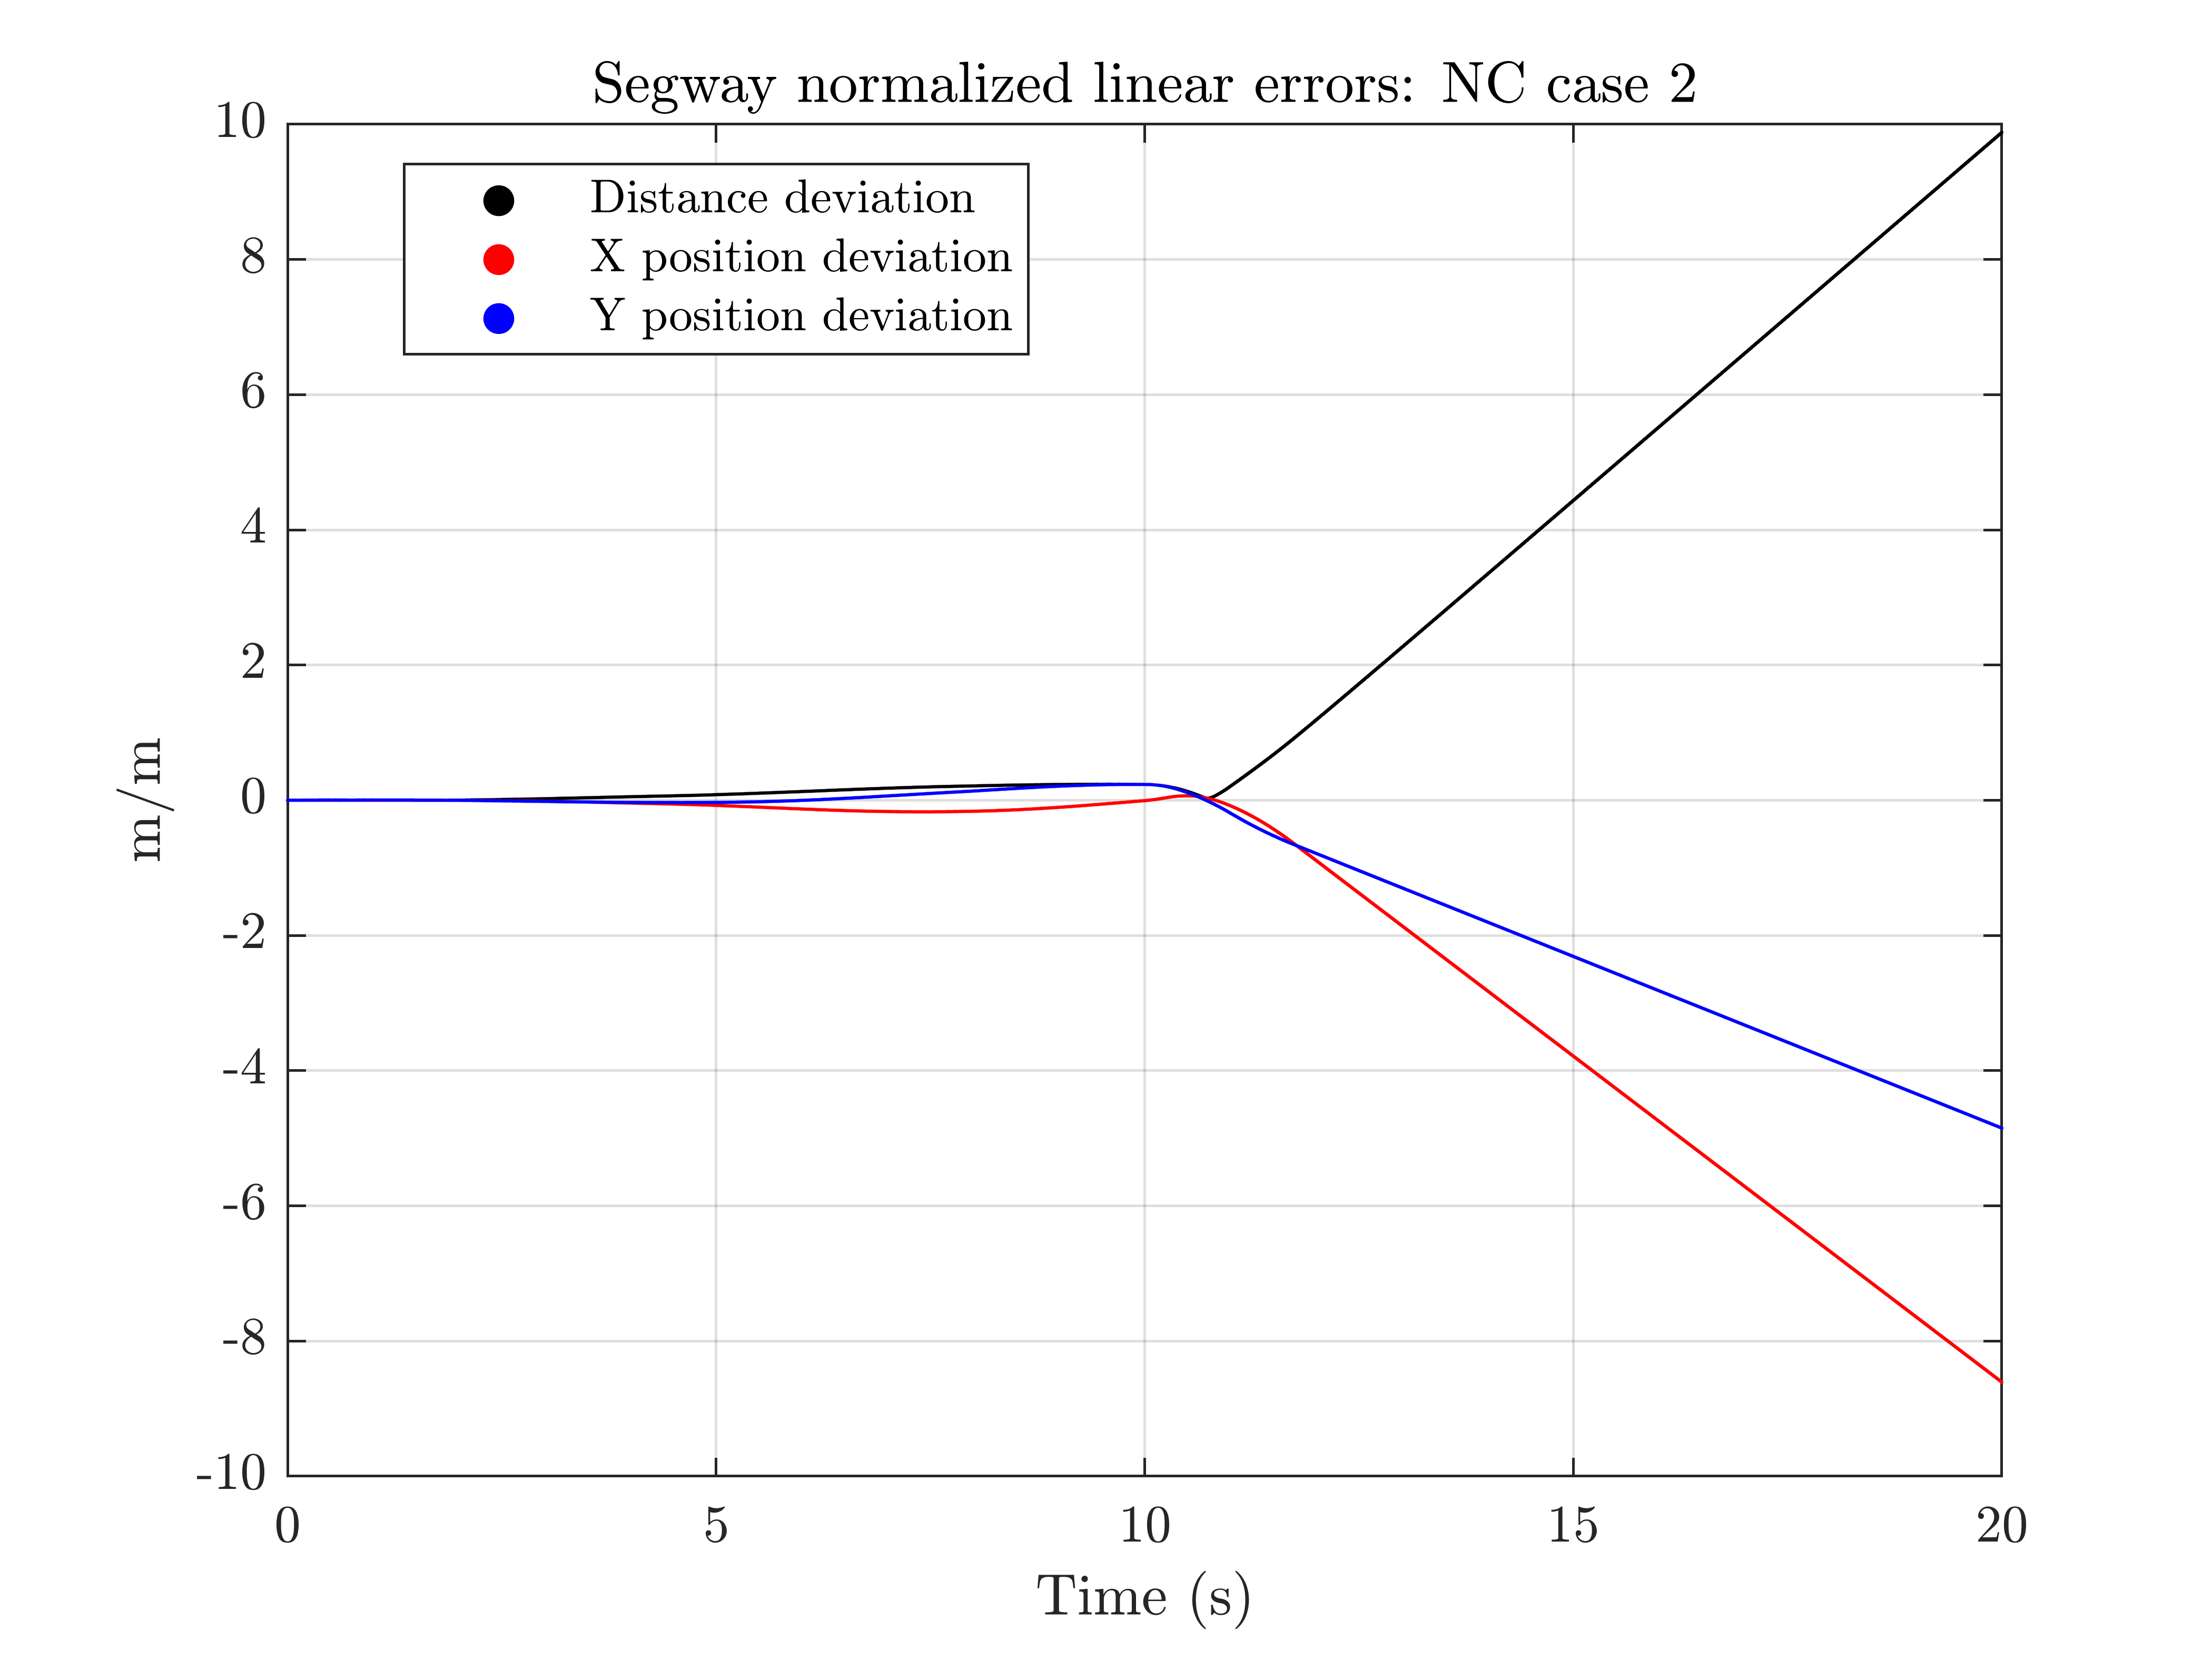 Segway normalized linear errors: NC case 2
10
8
6
4
2
0
-2
-4
-6
-8
-10
Distance deviation
X position deviation
Y position deviation
m/m
0
5
10
15
20
Time (s)